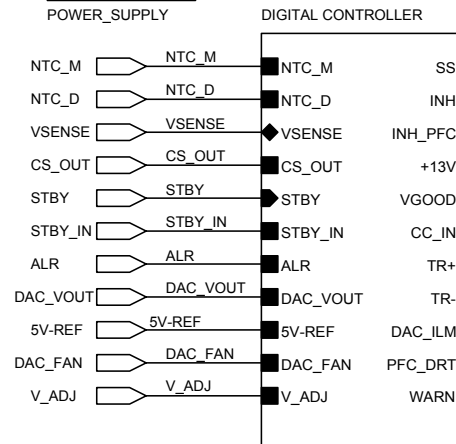 POWER_SUPPLY DIGITAL CONTROLLER
NTC_M NTC_M NTC_M SS
NTC_D NTC_D NTC_D INH
VSENSE VSENSE VSENSE INH_PFC
CS_OUT CS_OUT CS_OUT +13V
STBY STBY STBY VGOOD
STBY_IN STBY_IN STBY_IN CC_IN
ALR ALR ALR TR+
DAC_VOUT DAC_VOUT DAC_VOUT TR-
5V-REF 5V-REF 5V-REF DAC_ILM
DAC_FAN DAC_FAN DAC_FAN PFC_DRT
V_ADJ V_ADJ V_ADJ WARN